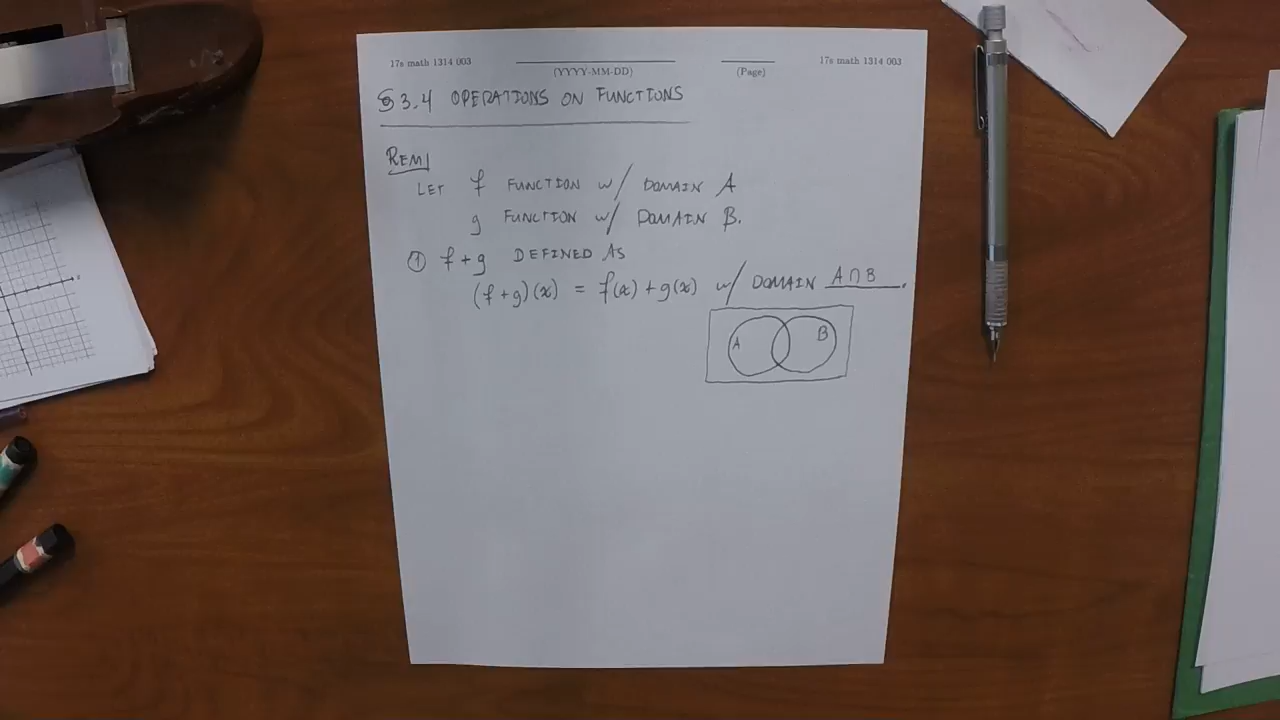 17s math 1314 003 (YYYY-MM-DD) (Page) 17s math 1314 003
§ 3.4 OPERATIONS ON FUNCTIONS
REM
LET f FUNCTION w/ DOMAIN A
g FUNCTION w/ DOMAIN B.
① f+g DEFINED AS
(f+g)(x) = f(x)+g(x) w/ DOMAIN A∩B.
A B